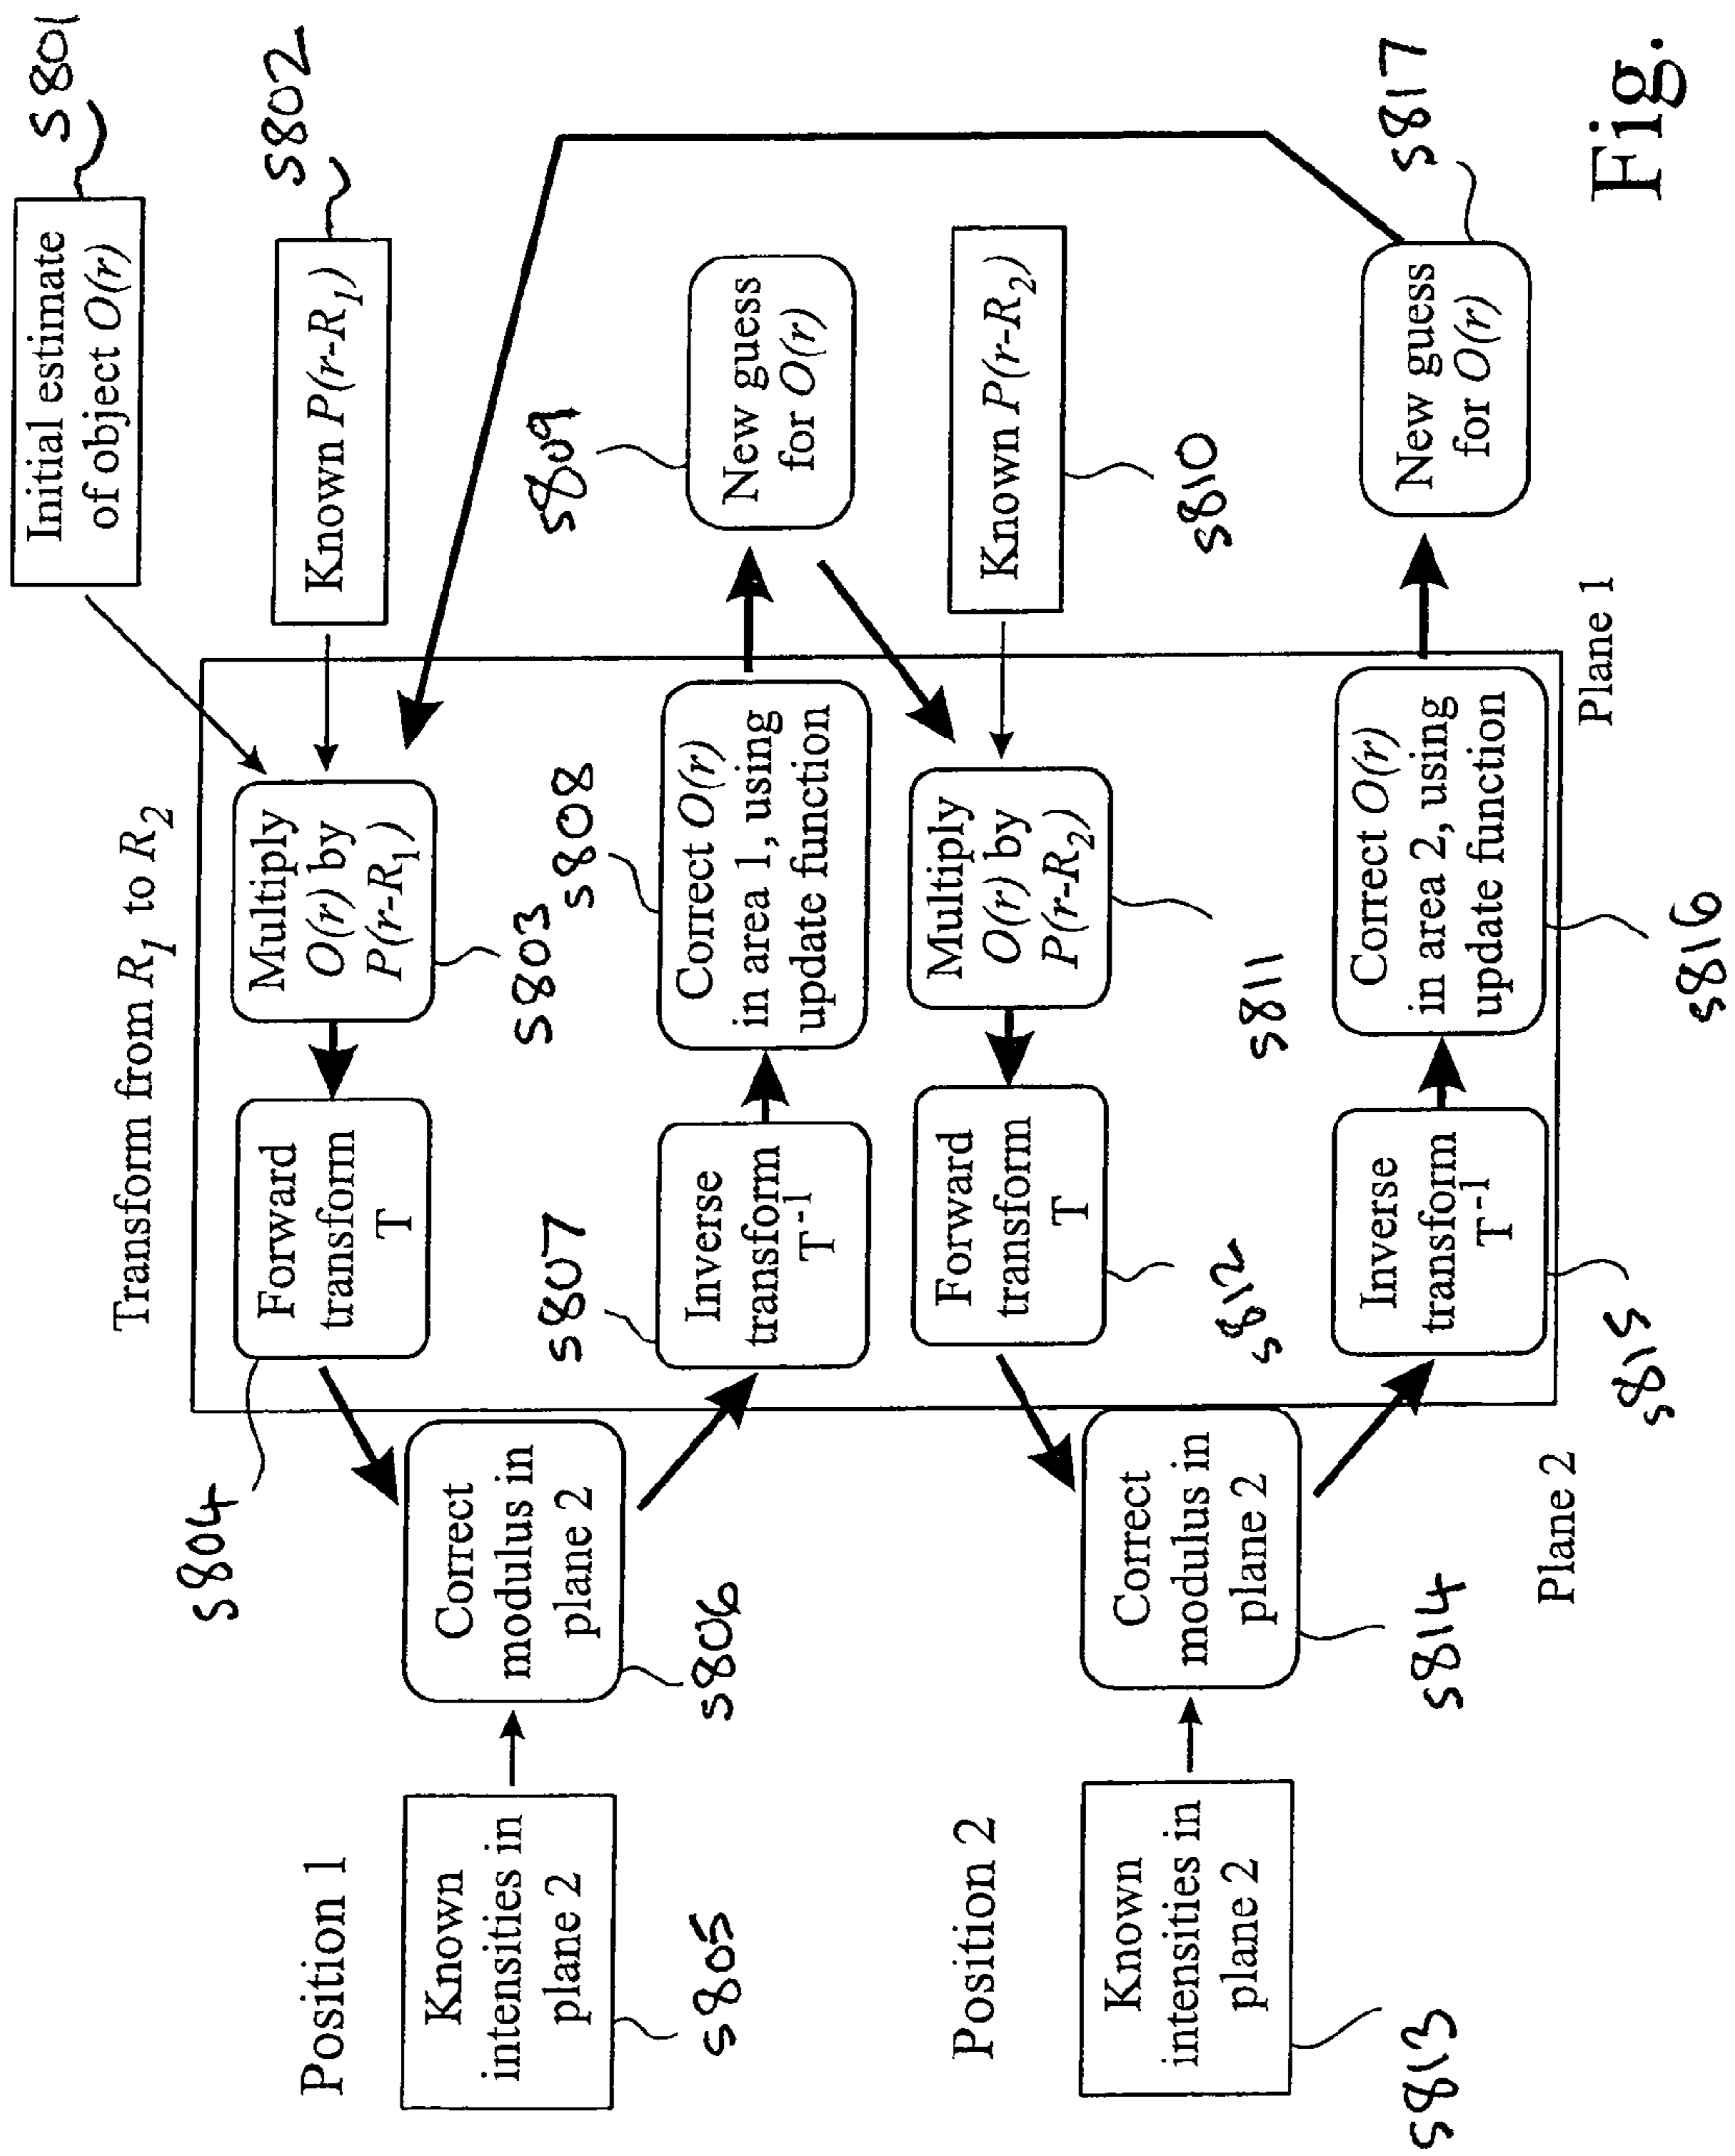 Transform from R₁ to R₂
Initial estimate
of object O(r)
S801
Known P(r-R₁)
S802
Position 1
Known
intensities in
plane 2
S805
Correct
modulus in
plane 2
S806
S804
Forward
transform
T
Multiply
O(r) by
P(r-R₁)
S803
S807
Inverse
transform
T⁻¹
S808
Correct O(r)
in area 1, using
update function
S809
New guess
for O(r)
Position 2
Known
intensities in
plane 2
S813
Correct
modulus in
plane 2
S814
Forward
transform
T
S812
Multiply
O(r) by
P(r-R₂)
S811
Known P(r-R₂)
S810
Inverse
transform
T⁻¹
S815
Correct O(r)
in area 2, using
update function
S816
New guess
for O(r)
S817
Plane 2
Plane 1
Fig.